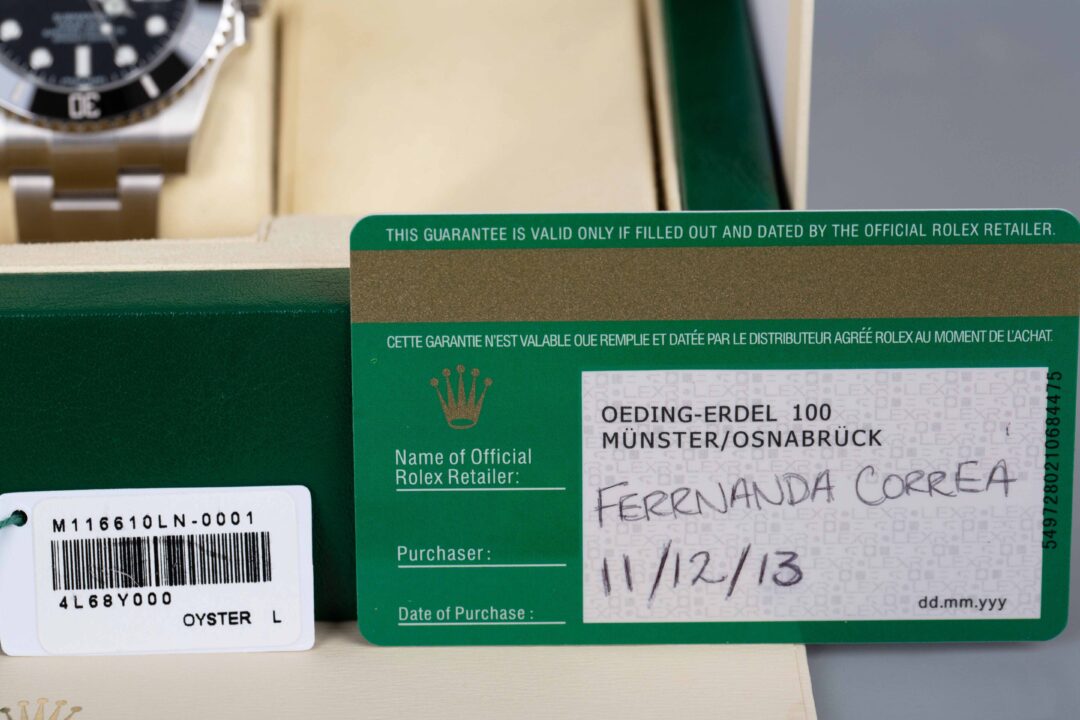 30
THIS GUARANTEE IS VALID ONLY IF FILLED OUT AND DATED BY THE OFFICIAL ROLEX RETAILER.
CETTE GARANTIE N'EST VALABLE QUE REMPLIE ET DATÉE PAR LE DISTRIBUTEUR AGRÉÉ ROLEX AU MOMENT DE L'ACHAT.
OEDING-ERDEL 100
MÜNSTER/OSNABRÜCK
Name of Official
Rolex Retailer:
FERRNANDA CORREA
Purchaser:
11/12/13
Date of Purchase:
dd.mm.yyy
5497280210684475
M116610LN-0001
4L68Y000
OYSTER L